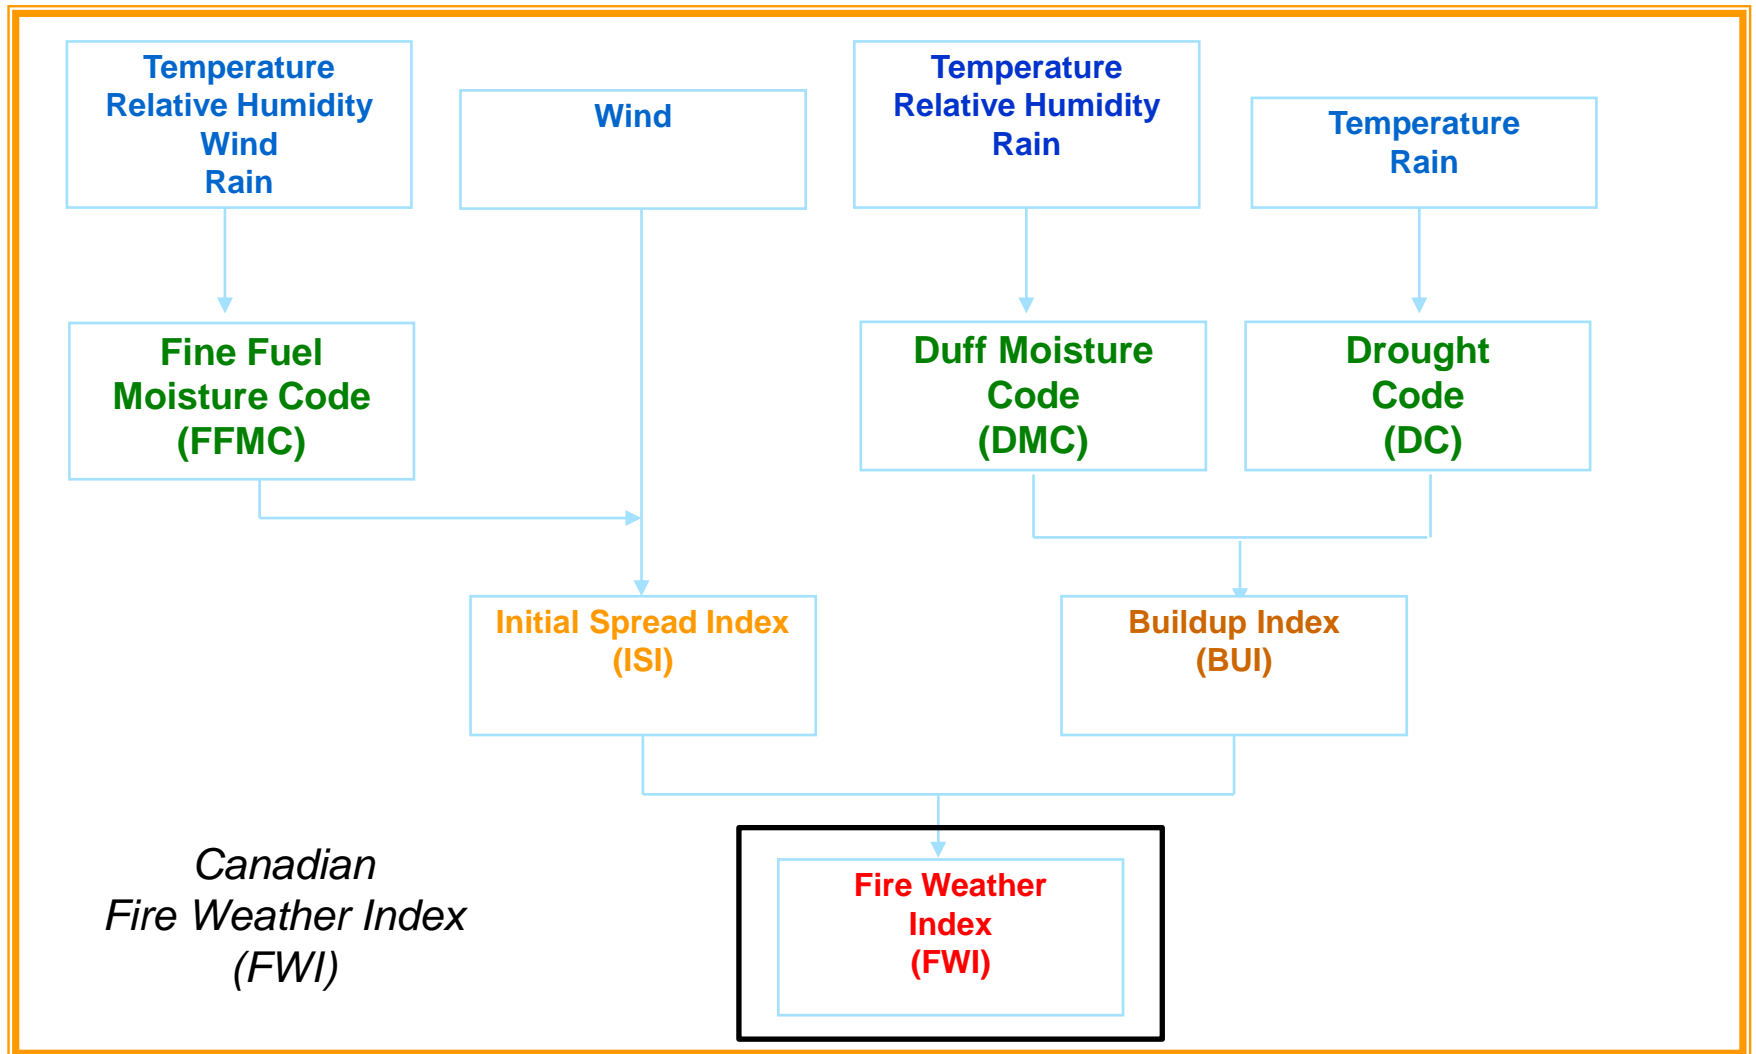 Temperature
Relative Humidity
Wind
Rain
Wind
Temperature
Relative Humidity
Rain
Temperature
Rain
Fine Fuel
Moisture Code
(FFMC)
Duff Moisture
Code
(DMC)
Drought
Code
(DC)
Initial Spread Index
(ISI)
Buildup Index
(BUI)
Canadian
Fire Weather Index
(FWI)
Fire Weather
Index
(FWI)